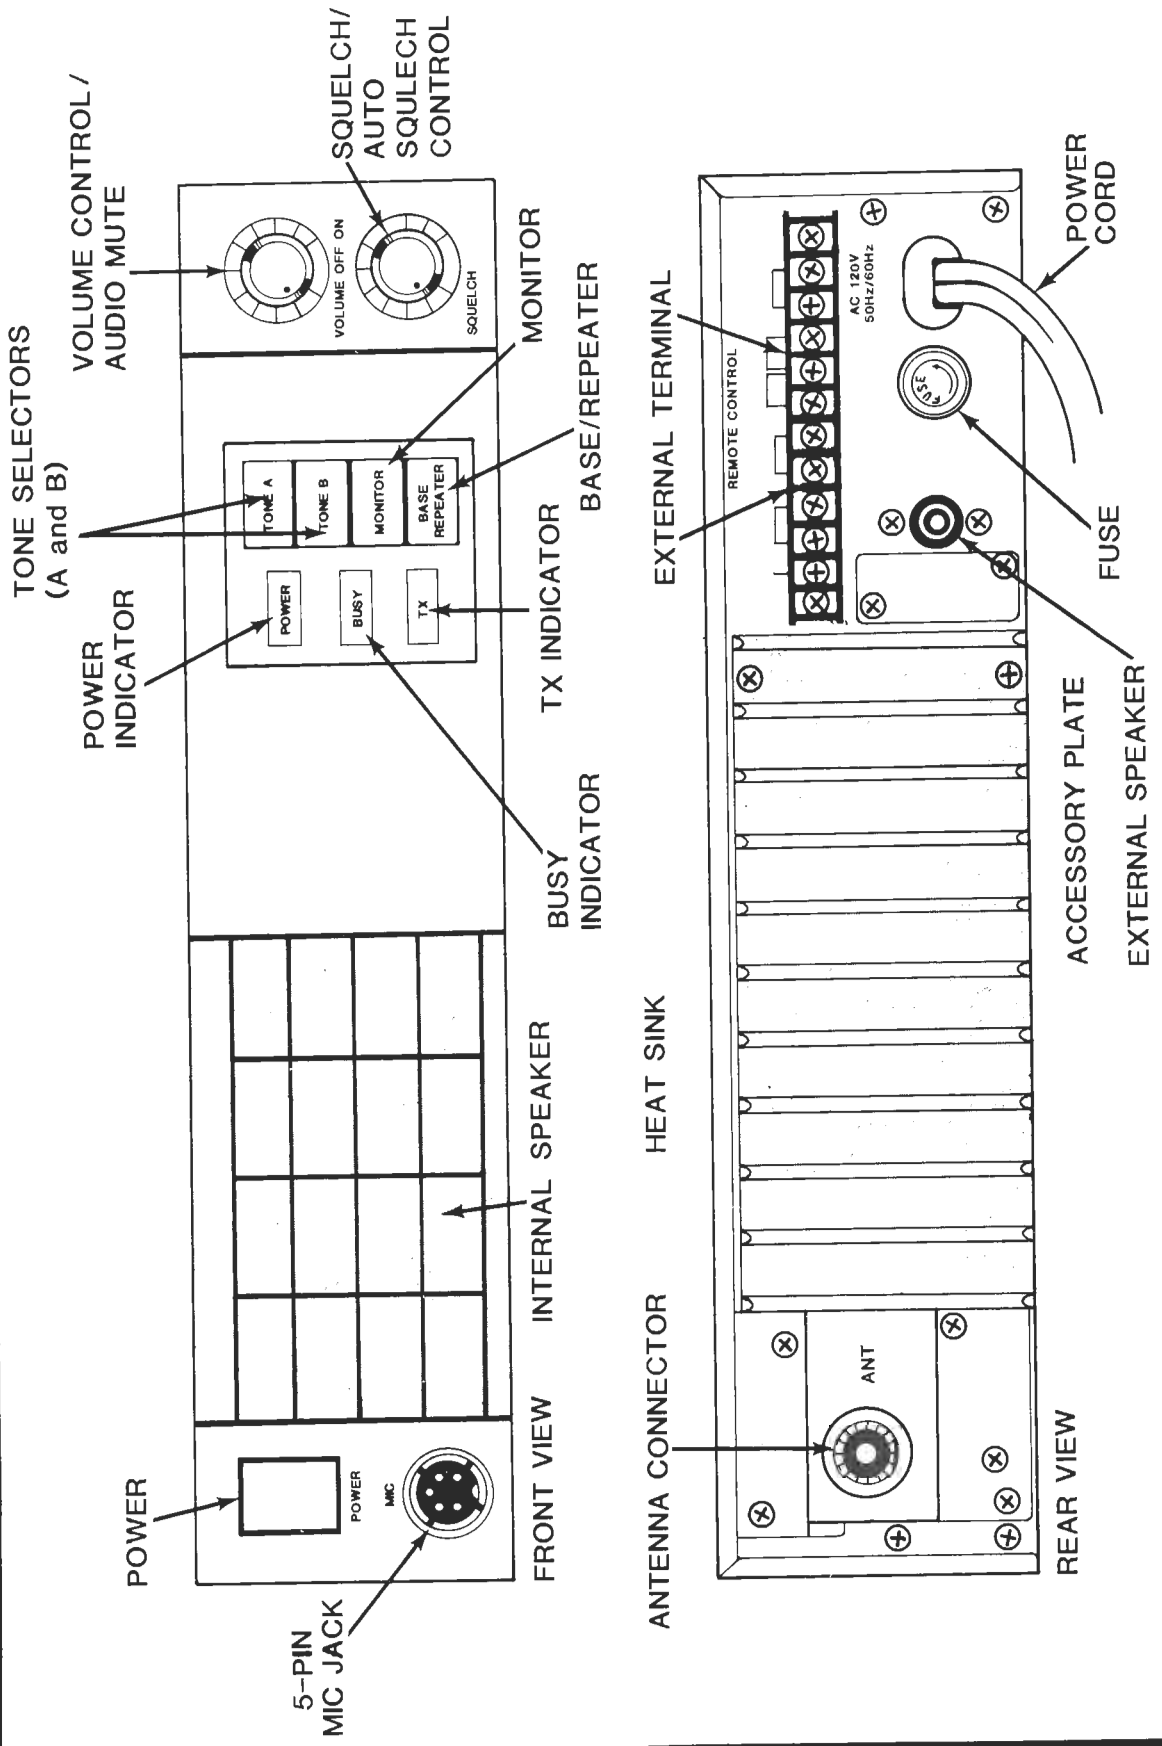 TONE SELECTORS
(A and B)
VOLUME CONTROL/
AUDIO MUTE
POWER
INDICATOR
POWER
5-PIN
MIC JACK
SQUELCH/
AUTO
SQULECH
CONTROL
POWER
MIC
POWER
BUSY
TX
TONE A
TONE B
MONITOR
BASE
REPEATER
VOLUME OFF ON
SQUELCH
FRONT VIEW
INTERNAL SPEAKER
BUSY
INDICATOR
TX INDICATOR
BASE/REPEATER
MONITOR
ANTENNA CONNECTOR
HEAT SINK
EXTERNAL TERMINAL
REMOTE CONTROL
ANT
AC 120V
50Hz/60Hz
FUSE
REAR VIEW
ACCESSORY PLATE
EXTERNAL SPEAKER
FUSE
POWER
CORD